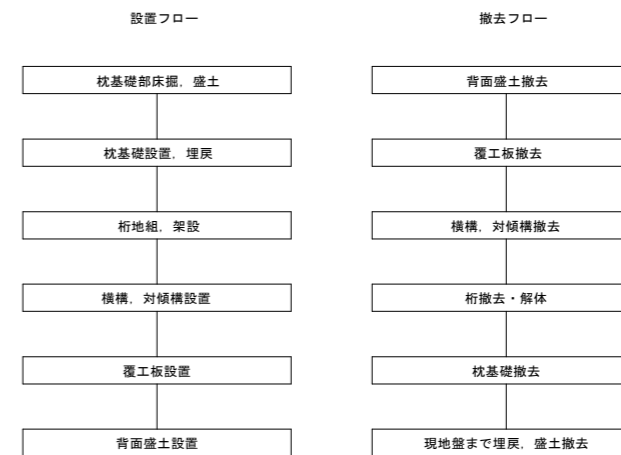 設置フロー
枕基礎部床掘，盛土
枕基礎設置，埋戻
桁地組，架設
横構，対傾構設置
覆工板設置
背面盛土設置
撤去フロー
背面盛土撤去
覆工板撤去
横構，対傾構撤去
桁撤去・解体
枕基礎撤去
現地盤まで埋戻，盛土撤去